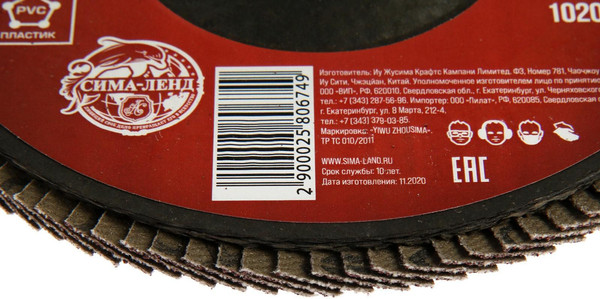 PVC
ПЛАСТИК
1020
СИМА-ЛЕНД
2900025806749
Изготовитель: Иу Жусима Крафтс Кампани Лимитед, ФЗ, Номер 781, Чаочжоу
Иу Сити, Чжэцзян, Китай. Уполномоченное изготовителем лицо по принятию
ООО «ВИП», РФ, 620010, Свердловская обл., г. Екатеринбург, ул. Черняховского
тел.: +7 (343) 287-56-96. Импортер: ООО «Пилат», РФ, 620085, Свердловская обл
г. Екатеринбург, ул. 8 Марта, 212-4,
тел.: +7 (343) 379-03-85
Маркировка: «YIWU ZHOUSIMA».
ТР ТС 010/2011
WWW.SIMA-LAND.RU
Срок службы: 10 лет.
Дата изготовления: 11.2020
EAC